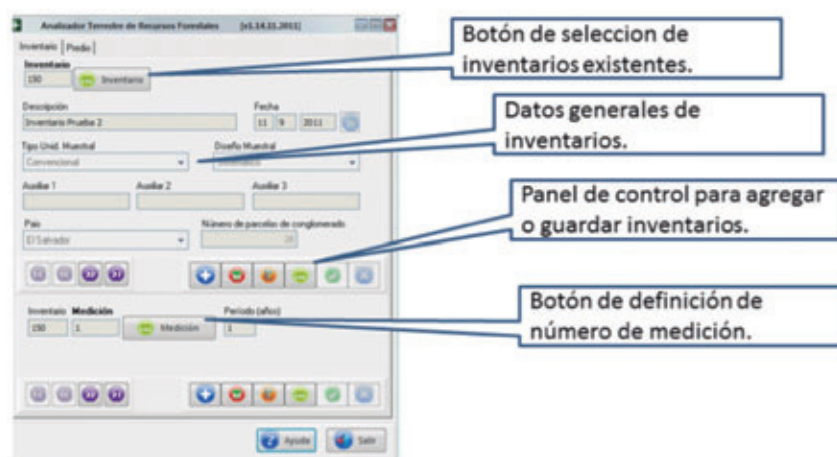 Analizador Terrestre de Recursos Forestales [v1.14.11.2011]
Inventario Predio
Inventario
150 Inventario
Descripción Fecha
Inventario Prueba 2 11 9 2011
Tipo Unid. Muestral Diseño Muestral
Convencional
Auxiliar 1 Auxiliar 2 Auxiliar 3
País Número de parcelas de conglomerado
El Salvador
Inventario Medición Período (años)
150 1 Medición 1
Ayuda Salir
Botón de seleccion de
inventarios existentes.
Datos generales de
inventarios.
Panel de control para agregar
o guardar inventarios.
Botón de definición de
número de medición.